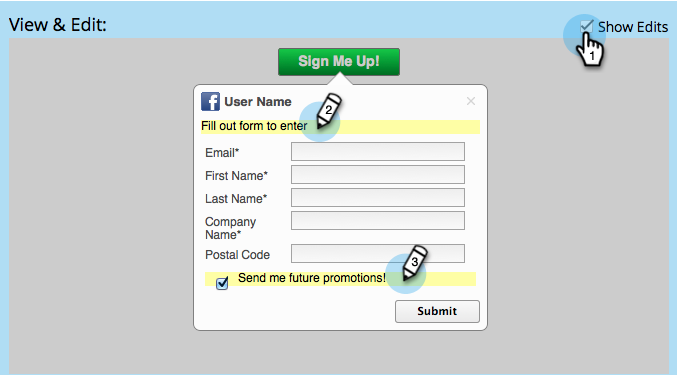 View & Edit:
Show Edits
1
Sign Me Up!
f User Name ×
2
Fill out form to enter
Email*
First Name*
Last Name*
Company
Name*
Postal Code
3
Send me future promotions!
Submit